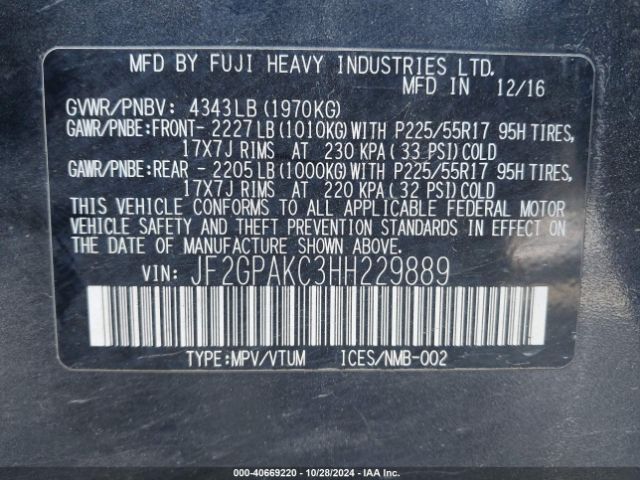 MFD BY FUJI HEAVY INDUSTRIES LTD.
MFD IN 12/16
GVWR/PNBV: 4343LB (1970KG)
GAWR/PNBE:FRONT- 2227LB (1010KG) WITH P225/55R17 95H TIRES,
17X7J RIMS AT 230 KPA (33 PSI) COLD
GAWR/PNBE:REAR - 2205LB (1000KG) WITH P225/55R17 95H TIRES,
17X7J RIMS AT 220 KPA (32 PSI) COLD
THIS VEHICLE CONFORMS TO ALL APPLICABLE FEDERAL MOTOR
VEHICLE SAFETY AND THEFT PREVENTION STANDARDS IN EFFECT ON
THE DATE OF MANUFACTURE SHOWN ABOVE.
VIN: JF2GPAKC3HH229889
TYPE:MPV/VTUM ICES/NMB-002
000-40669220 - 10/28/2024 - IAA Inc.